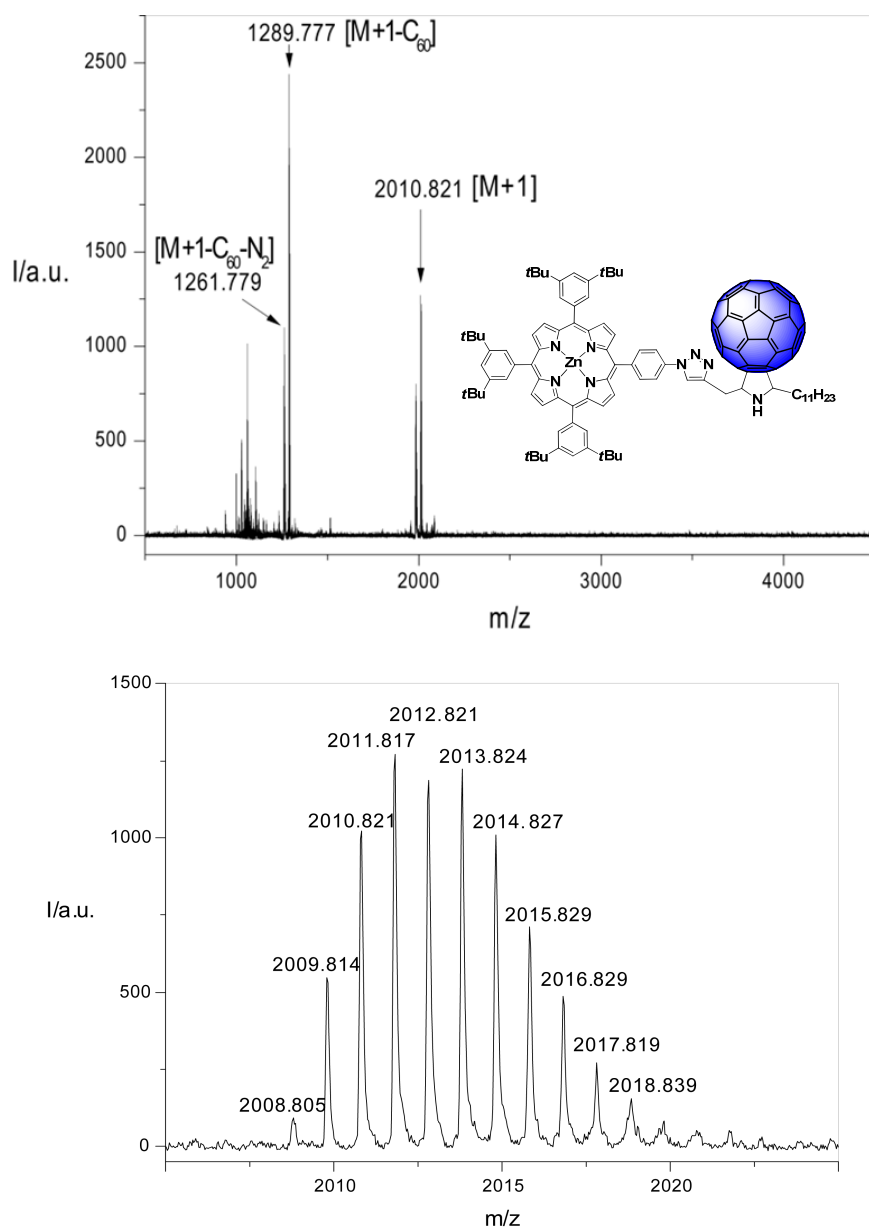 1289.777 [M+1-C₆₀]
2500
2000
2010.821 [M+1]
1500
[M+1-C₆₀-N₂]
1261.779
I/a.u.
1000
500
0
1000 2000 3000 4000
m/z
tBu tBu
tBu
N N
Zn
N N
tBu
N N N
N
H
C₁₁H₂₃
tBu tBu
1500
2012.821
2011.817
2013.824
2010.821
2014.827
1000
I/a.u.
2015.829
2009.814
2016.829
500
2017.819
2018.839
2008.805
0
2010 2015 2020
m/z